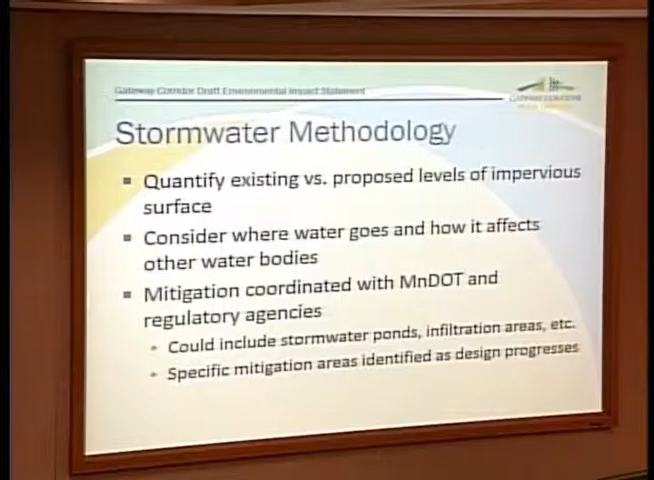 Gateway Corridor Draft Environmental Impact Statement
GATEWAY CORRIDOR
Stormwater Methodology
Quantify existing vs. proposed levels of impervious
surface
Consider where water goes and how it affects
other water bodies
Mitigation coordinated with MnDOT and
regulatory agencies
Could include stormwater ponds, infiltration areas, etc.
Specific mitigation areas identified as design progresses